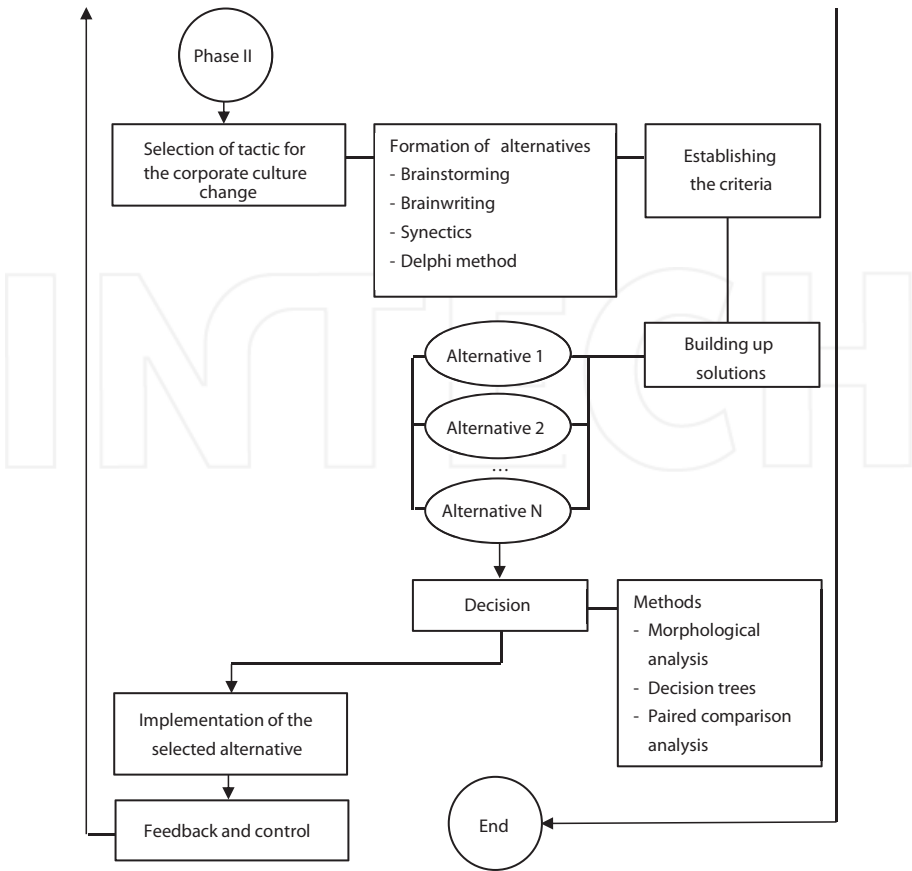 Phase II
Selection of tactic for
the corporate culture
change
Formation of alternatives
- Brainstorming
- Brainwriting
- Synectics
- Delphi method
Establishing
the criteria
Building up
solutions
Alternative 1
Alternative 2
...
Alternative N
Decision
Methods
- Morphological
analysis
- Decision trees
- Paired comparison
analysis
Implementation of the
selected alternative
Feedback and control
End
INTECH